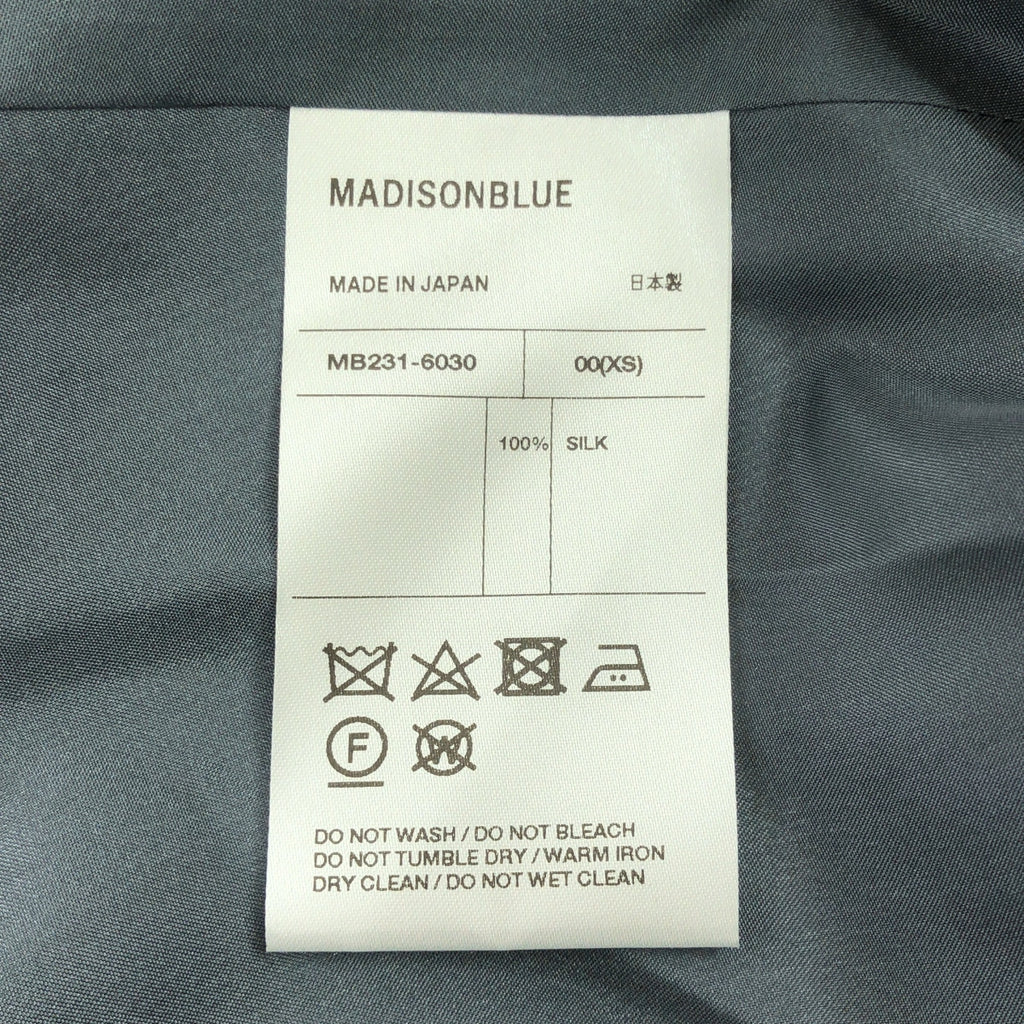 MADISONBLUE
MADE IN JAPAN 日本製
MB231-6030 00(XS)
100% SILK
F W
DO NOT WASH / DO NOT BLEACH
DO NOT TUMBLE DRY / WARM IRON
DRY CLEAN / DO NOT WET CLEAN